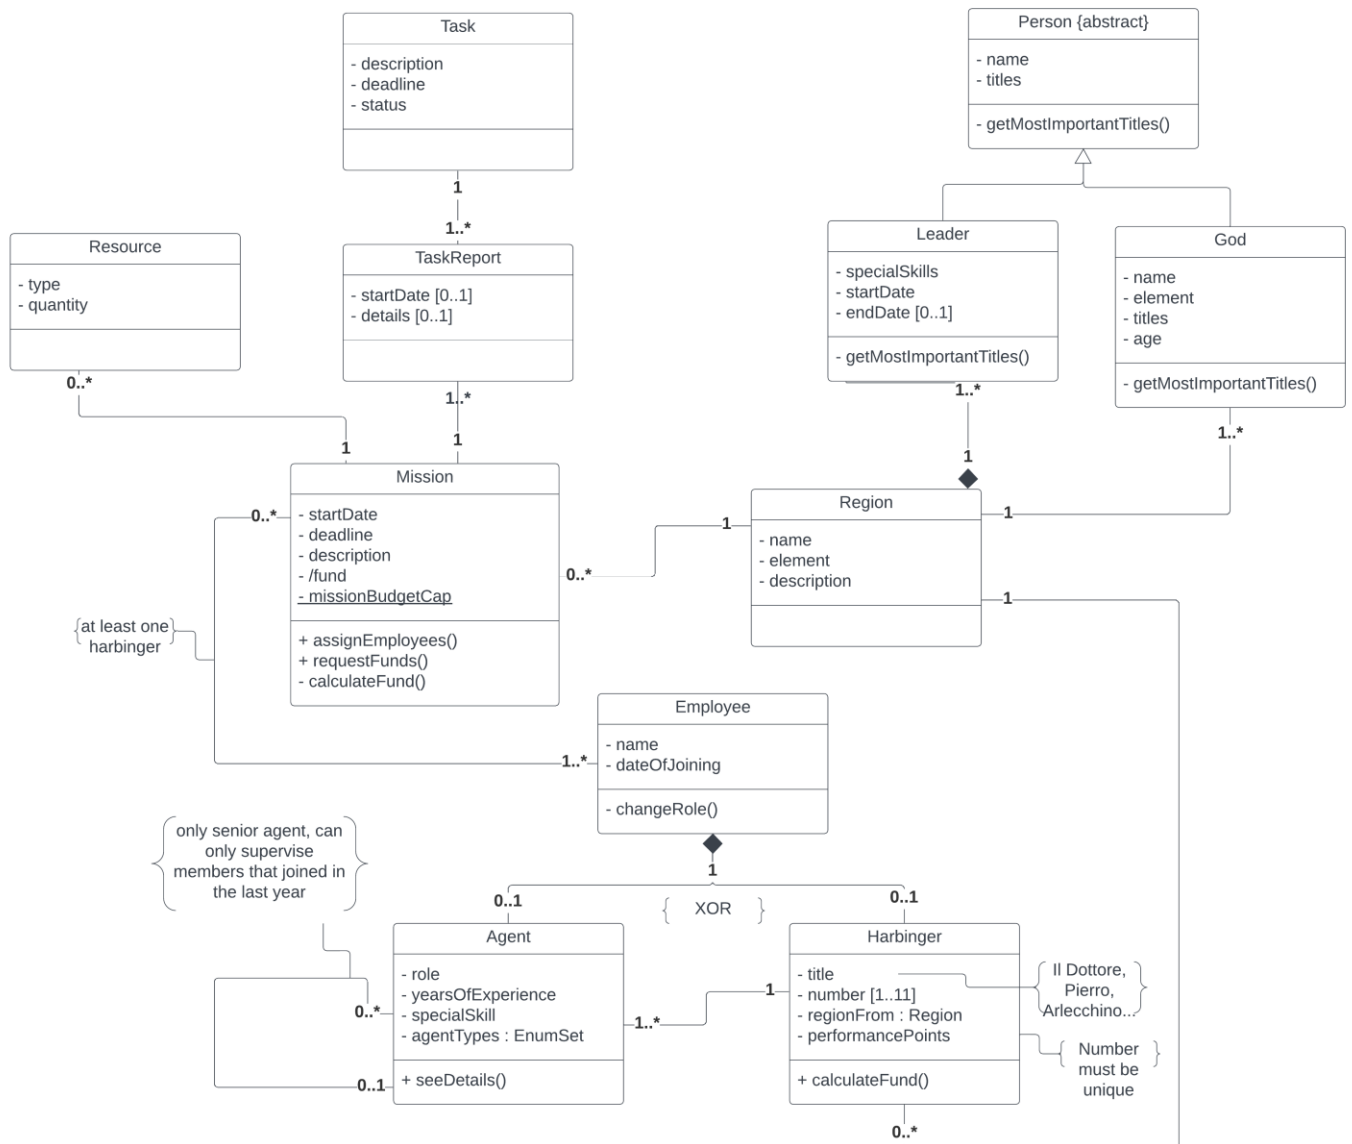 Task
- description
- deadline
- status
1
1..*
TaskReport
- startDate [0..1]
- details [0..1]
1..*
1
Resource
- type
- quantity
0..*
1
Person {abstract}
- name
- titles
- getMostImportantTitles()
Leader
- specialSkills
- startDate
- endDate [0..1]
- getMostImportantTitles()
1..*
1
God
- name
- element
- titles
- age
- getMostImportantTitles()
1..*
1
Mission
- startDate
- deadline
- description
- /fund
- missionBudgetCap
+ assignEmployees()
+ requestFunds()
- calculateFund()
0..*
0..*
1
Region
- name
- element
- description
1
{at least one
harbinger}
1..*
Employee
- name
- dateOfJoining
- changeRole()
1
0..1
{ XOR }
0..1
{only senior agent, can
only supervise
members that joined in
the last year}
Agent
- role
- yearsOfExperience
- specialSkill
- agentTypes : EnumSet
+ seeDetails()
0..*
0..1
1..*
1
Harbinger
- title
- number [1..11]
- regionFrom : Region
- performancePoints
+ calculateFund()
0..*
{Il Dottore,
Pierro,
Arlecchino...}
{Number
must be
unique}